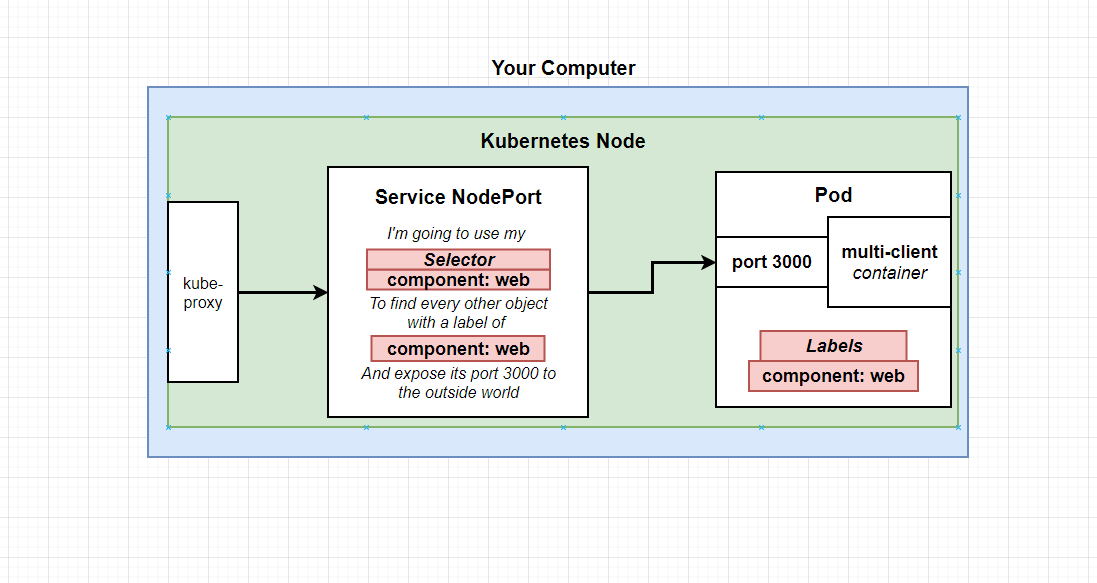 Your Computer
Kubernetes Node
kube-
proxy
Service NodePort
I'm going to use my
Selector
component: web
To find every other object
with a label of
component: web
And expose its port 3000 to
the outside world
Pod
port 3000
multi-client
container
Labels
component: web